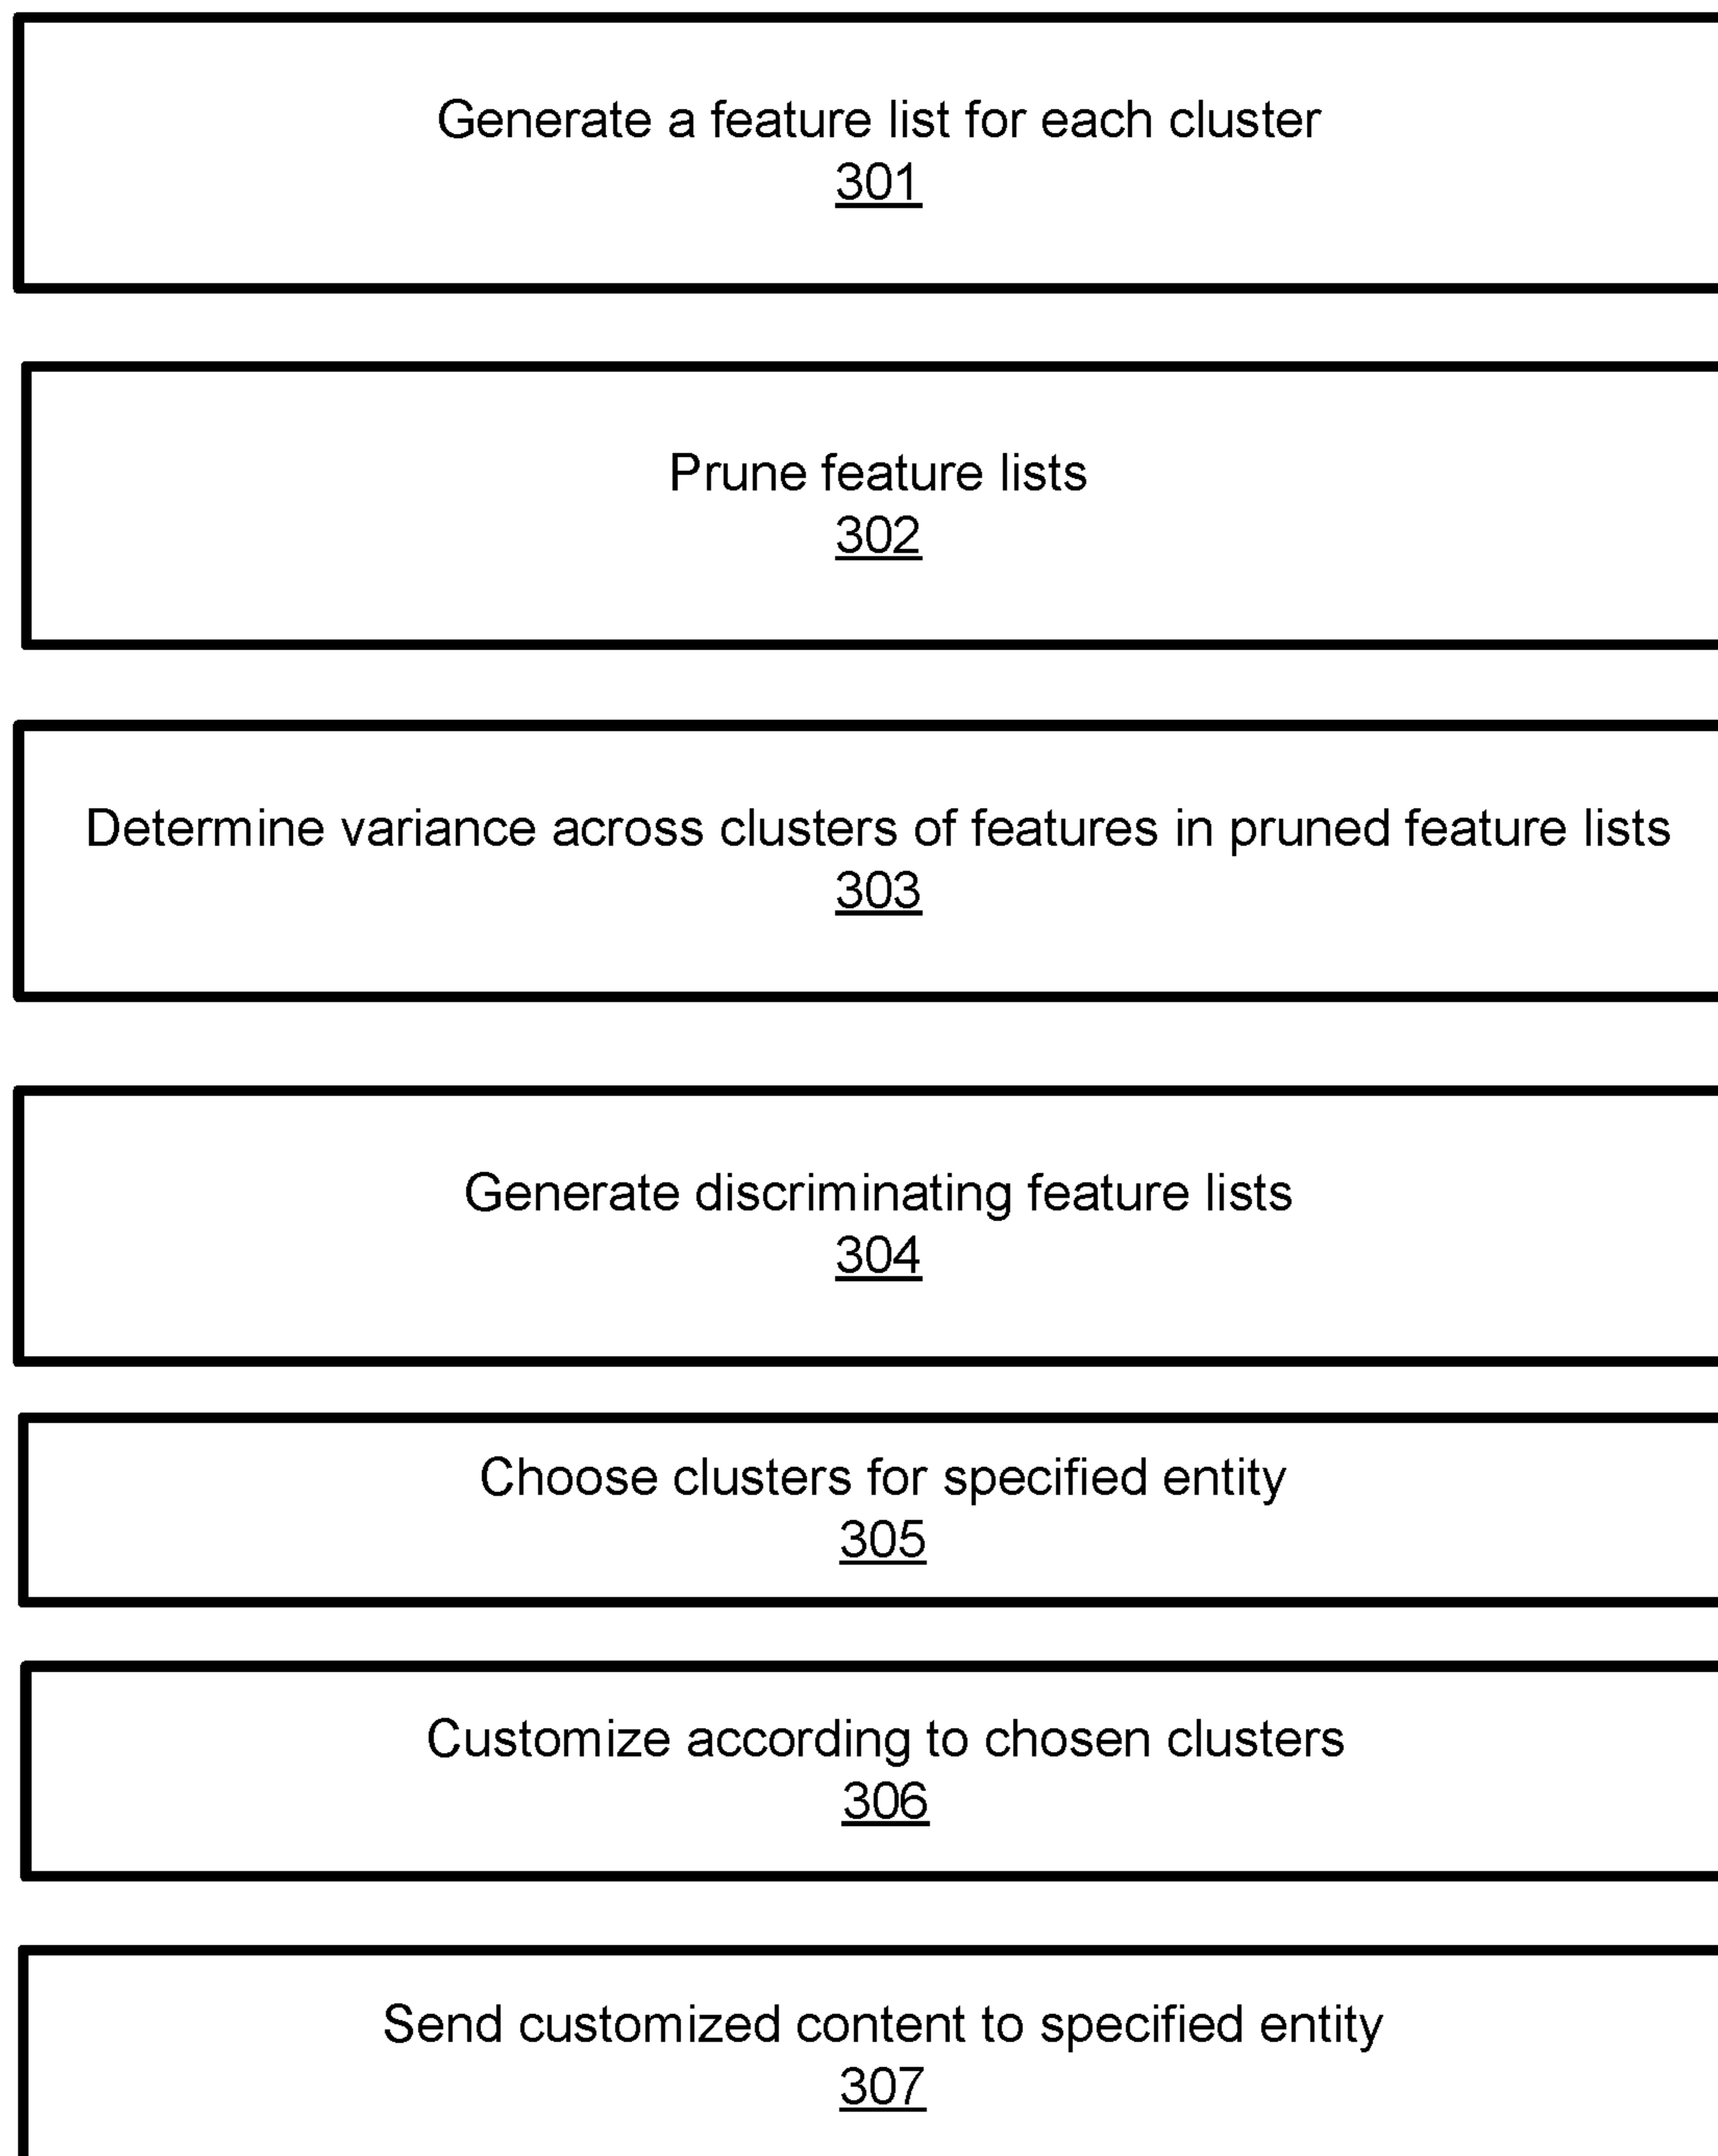 Generate a feature list for each cluster
301
Prune feature lists
302
Determine variance across clusters of features in pruned feature lists
303
Generate discriminating feature lists
304
Choose clusters for specified entity
305
Customize according to chosen clusters
306
Send customized content to specified entity
307